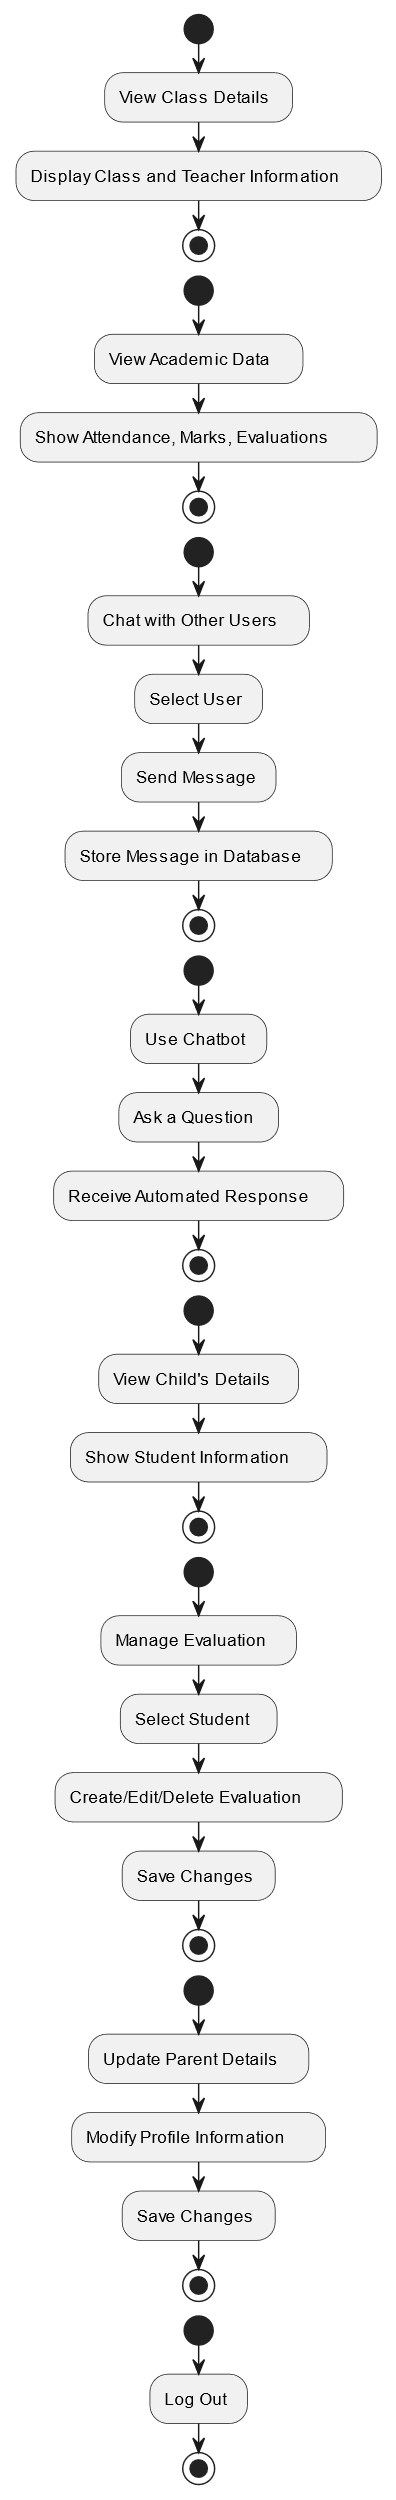 View Class Details
Display Class and Teacher Information
View Academic Data
Show Attendance, Marks, Evaluations
Chat with Other Users
Select User
Send Message
Store Message in Database
Use Chatbot
Ask a Question
Receive Automated Response
View Child's Details
Show Student Information
Manage Evaluation
Select Student
Create/Edit/Delete Evaluation
Save Changes
Update Parent Details
Modify Profile Information
Save Changes
Log Out